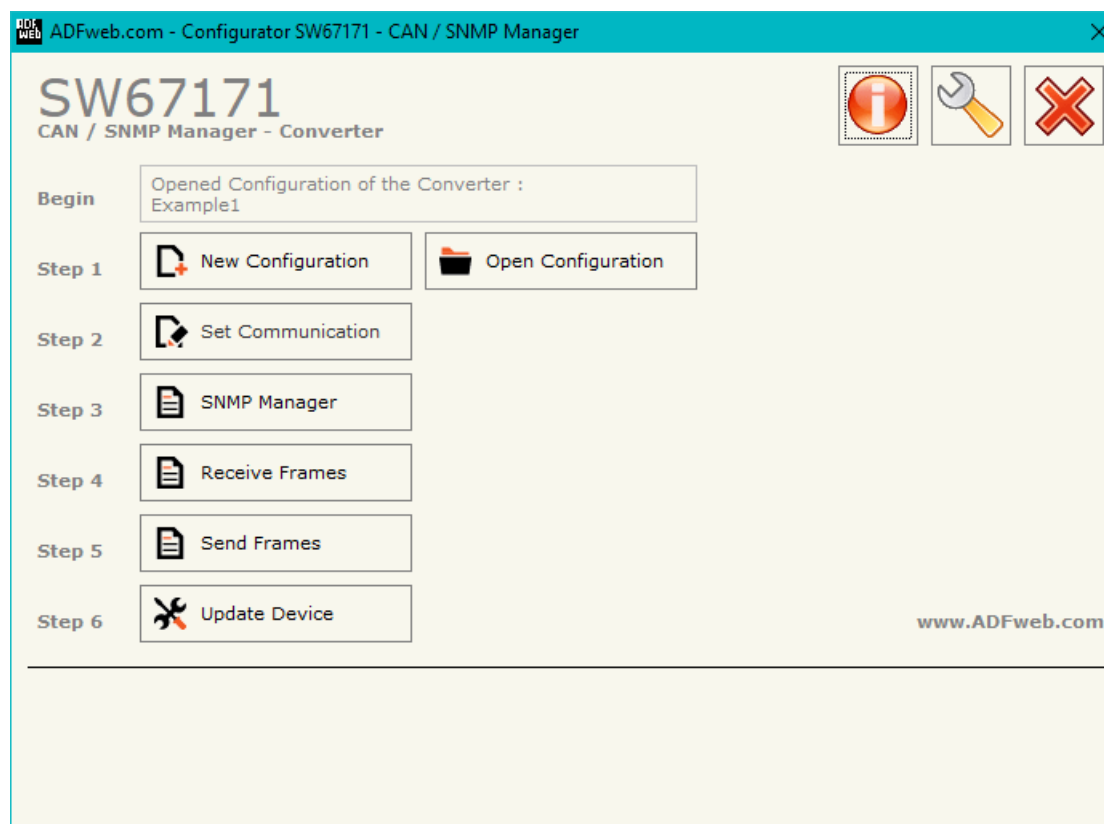 ADF WEB ADFweb.com - Configurator SW67171 - CAN / SNMP Manager
SW67171
CAN / SNMP Manager - Converter
Begin
Opened Configuration of the Converter :
Example1
Step 1
New Configuration
Open Configuration
Step 2
Set Communication
Step 3
SNMP Manager
Step 4
Receive Frames
Step 5
Send Frames
Step 6
Update Device
www.ADFweb.com